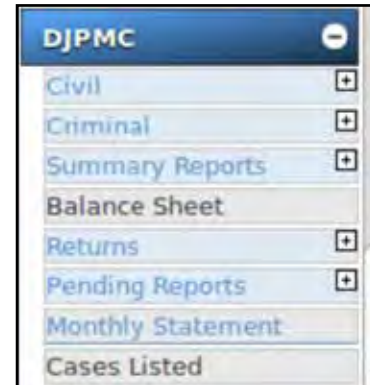 DJPMC
Civil
Criminal
Summary Reports
Balance Sheet
Returns
Pending Reports
Monthly Statement
Cases Listed